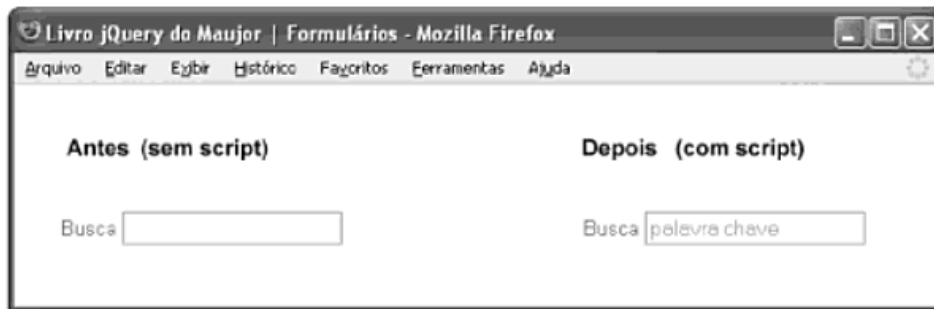 Livro jQuery do Maujor | Formulários - Mozilla Firefox
Arquivo Editar Exibir Histórico Favoritos Ferramentas Ajuda
Antes (sem script) Depois (com script)
Busca Busca palavra chave